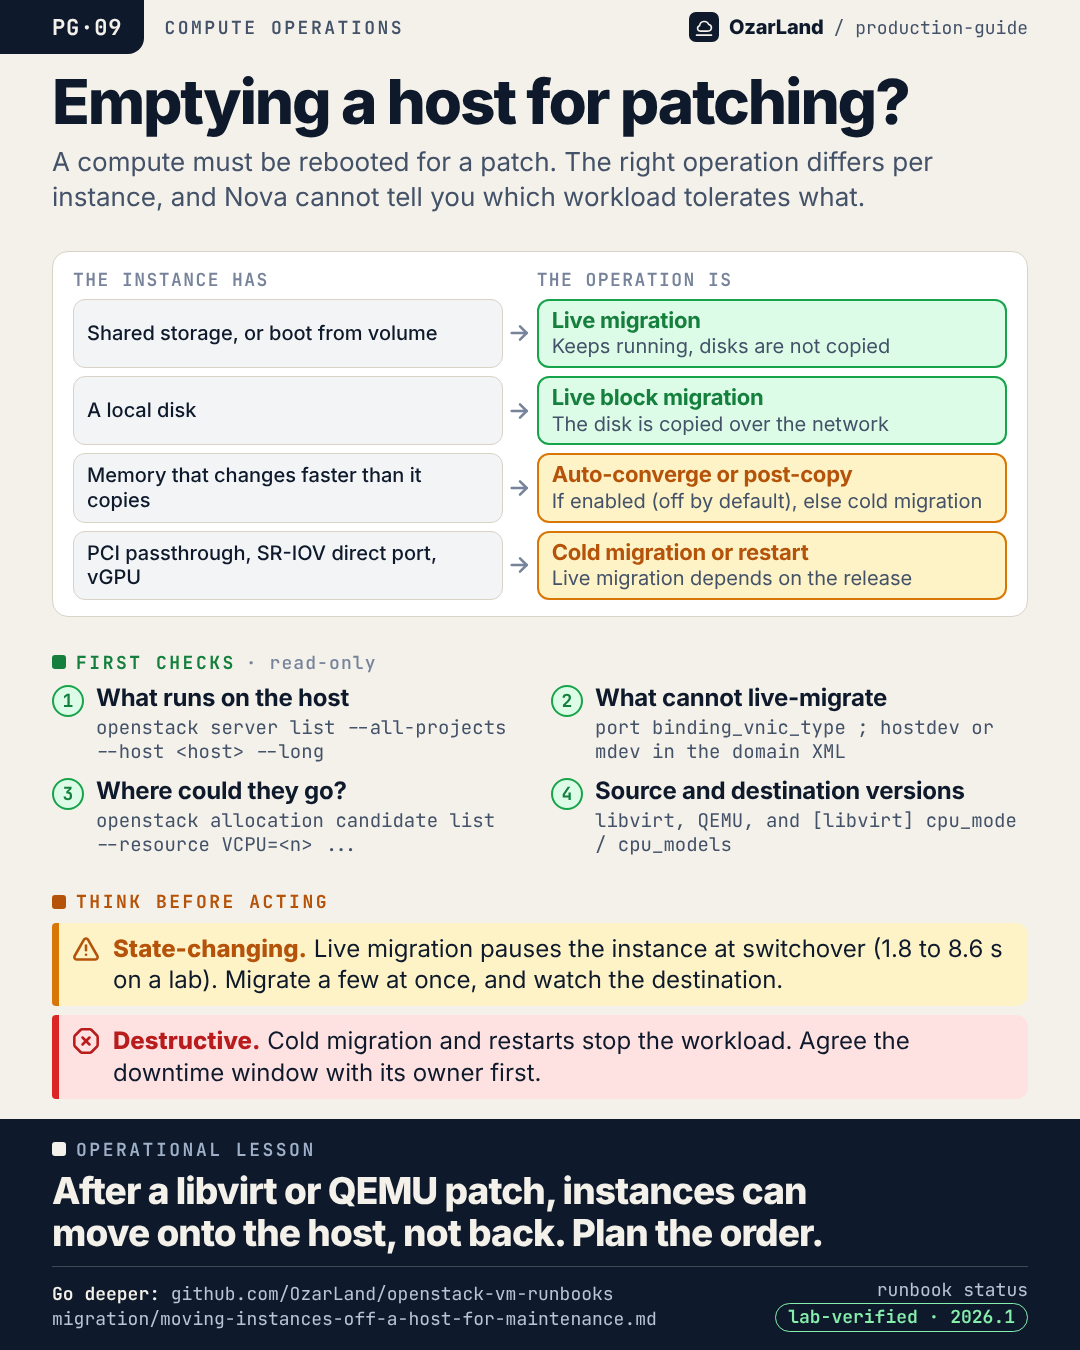 PG·09
COMPUTE OPERATIONS
OzarLand / production-guide
Emptying a host for patching?
A compute must be rebooted for a patch. The right operation differs per
instance, and Nova cannot tell you which workload tolerates what.
THE INSTANCE HAS
THE OPERATION IS
Shared storage, or boot from volume
→
Live migration
Keeps running, disks are not copied
A local disk
→
Live block migration
The disk is copied over the network
Memory that changes faster than it
copies
→
Auto-converge or post-copy
If enabled (off by default), else cold migration
PCI passthrough, SR-IOV direct port,
vGPU
→
Cold migration or restart
Live migration depends on the release
FIRST CHECKS · read-only
1 What runs on the host
openstack server list --all-projects
--host <host> --long
2 What cannot live-migrate
port binding_vnic_type ; hostdev or
mdev in the domain XML
3 Where could they go?
openstack allocation candidate list
--resource VCPU=<n> ...
4 Source and destination versions
libvirt, QEMU, and [libvirt] cpu_mode
/ cpu_models
THINK BEFORE ACTING
State-changing. Live migration pauses the instance at switchover (1.8 to 8.6 s
on a lab). Migrate a few at once, and watch the destination.
Destructive. Cold migration and restarts stop the workload. Agree the
downtime window with its owner first.
OPERATIONAL LESSON
After a libvirt or QEMU patch, instances can
move onto the host, not back. Plan the order.
Go deeper: github.com/OzarLand/openstack-vm-runbooks
migration/moving-instances-off-a-host-for-maintenance.md
runbook status
lab-verified · 2026.1